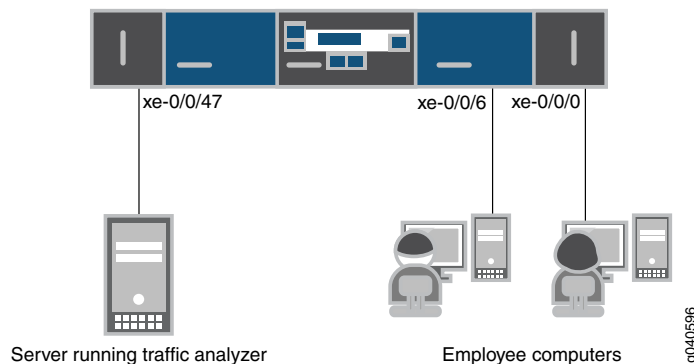 xe-0/0/47
xe-0/0/6
xe-0/0/0
Server running traffic analyzer
Employee computers
g040596